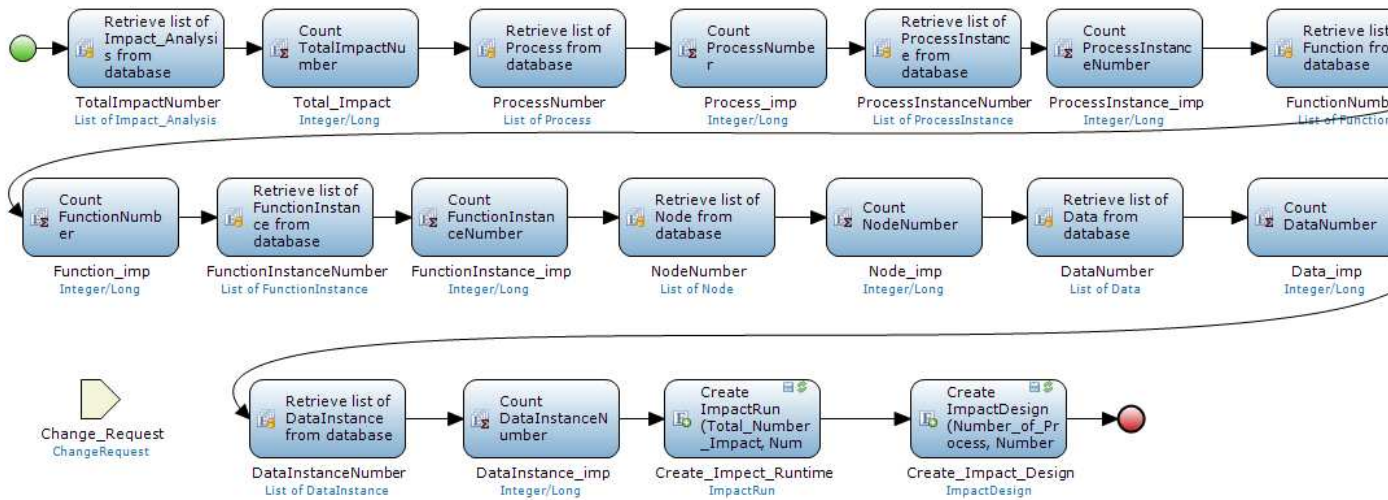 Retrieve list of
Impact_Analysi
s from
database
TotalImpactNumber
List of Impact_Analysis
Count
TotalImpactNu
mber
Total_Impact
Integer/Long
Retrieve list of
Process from
database
ProcessNumber
List of Process
Count
ProcessNumbe
r
Process_imp
Integer/Long
Retrieve list of
ProcessInstanc
e from
database
ProcessInstanceNumber
List of ProcessInstance
Count
ProcessInstanc
eNumber
ProcessInstance_imp
Integer/Long
Retrieve list
Function fro
database
FunctionNumb
List of Function
Count
FunctionNumb
er
Function_imp
Integer/Long
Retrieve list of
FunctionInstan
ce from
database
FunctionInstanceNumber
List of FunctionInstance
Count
FunctionInstan
ceNumber
FunctionInstance_imp
Integer/Long
Retrieve list of
Node from
database
NodeNumber
List of Node
Count
NodeNumber
Node_imp
Integer/Long
Retrieve list of
Data from
database
DataNumber
List of Data
Count
DataNumber
Data_imp
Integer/Long
Change_Request
ChangeRequest
Retrieve list of
DataInstance
from database
DataInstanceNumber
List of DataInstance
Count
DataInstanceN
umber
DataInstance_imp
Integer/Long
Create
ImpactRun
(Total_Number
_Impact, Num
Create_Impect_Runtime
ImpactRun
Create
ImpactDesign
(Number_of_Pr
ocess, Number
Create_Impact_Design
ImpactDesign